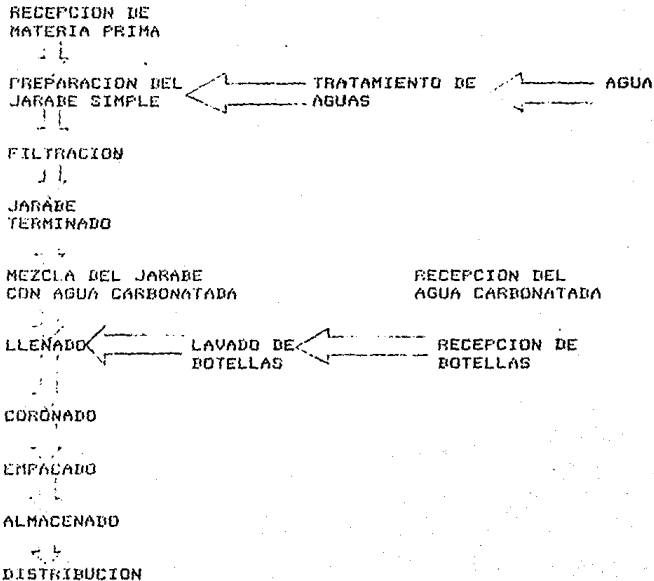 RECEPCION DE
MATERIA PRIMA
PREPARACION DEL
JARABE SIMPLE
TRATAMIENTO DE
AGUAS
AGUA
FILTRACION
JARABE
TERMINADO
MEZCLA DEL JARABE
CON AGUA CARBONATADA
RECEPCION DEL
AGUA CARBONATADA
LLENADO
LAVADO DE
BOTELLAS
RECEPCION DE
BOTELLAS
CORONADO
EMPACADO
ALMACENADO
DISTRIBUCION